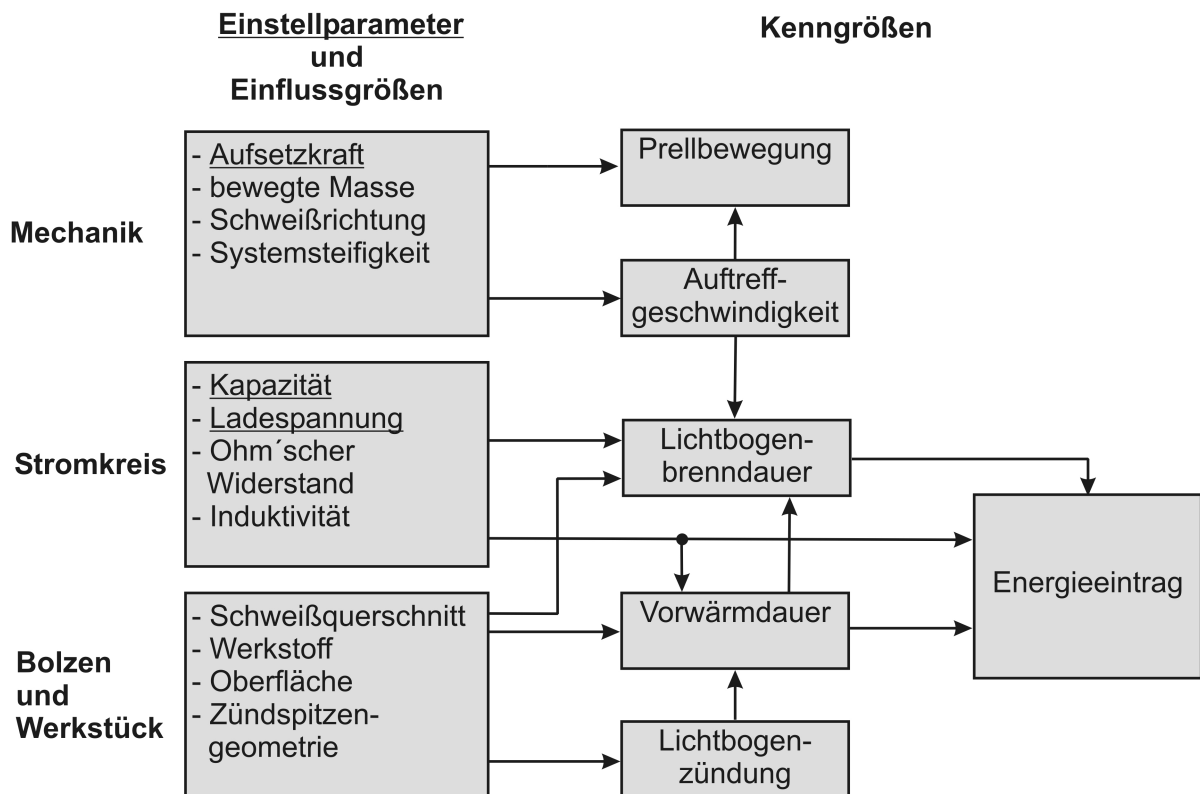 Einstellparameter
und
Einflussgrößen
Kenngrößen
Mechanik
- Aufsetzkraft
- bewegte Masse
- Schweißrichtung
- Systemsteifigkeit
Prellbewegung
Auftreff-
geschwindigkeit
Stromkreis
- Kapazität
- Ladespannung
- Ohm´scher
Widerstand
- Induktivität
Lichtbogen-
brenndauer
Energieeintrag
Bolzen
und
Werkstück
- Schweißquerschnitt
- Werkstoff
- Oberfläche
- Zündspitzen-
geometrie
Vorwärmdauer
Lichtbogen-
zündung